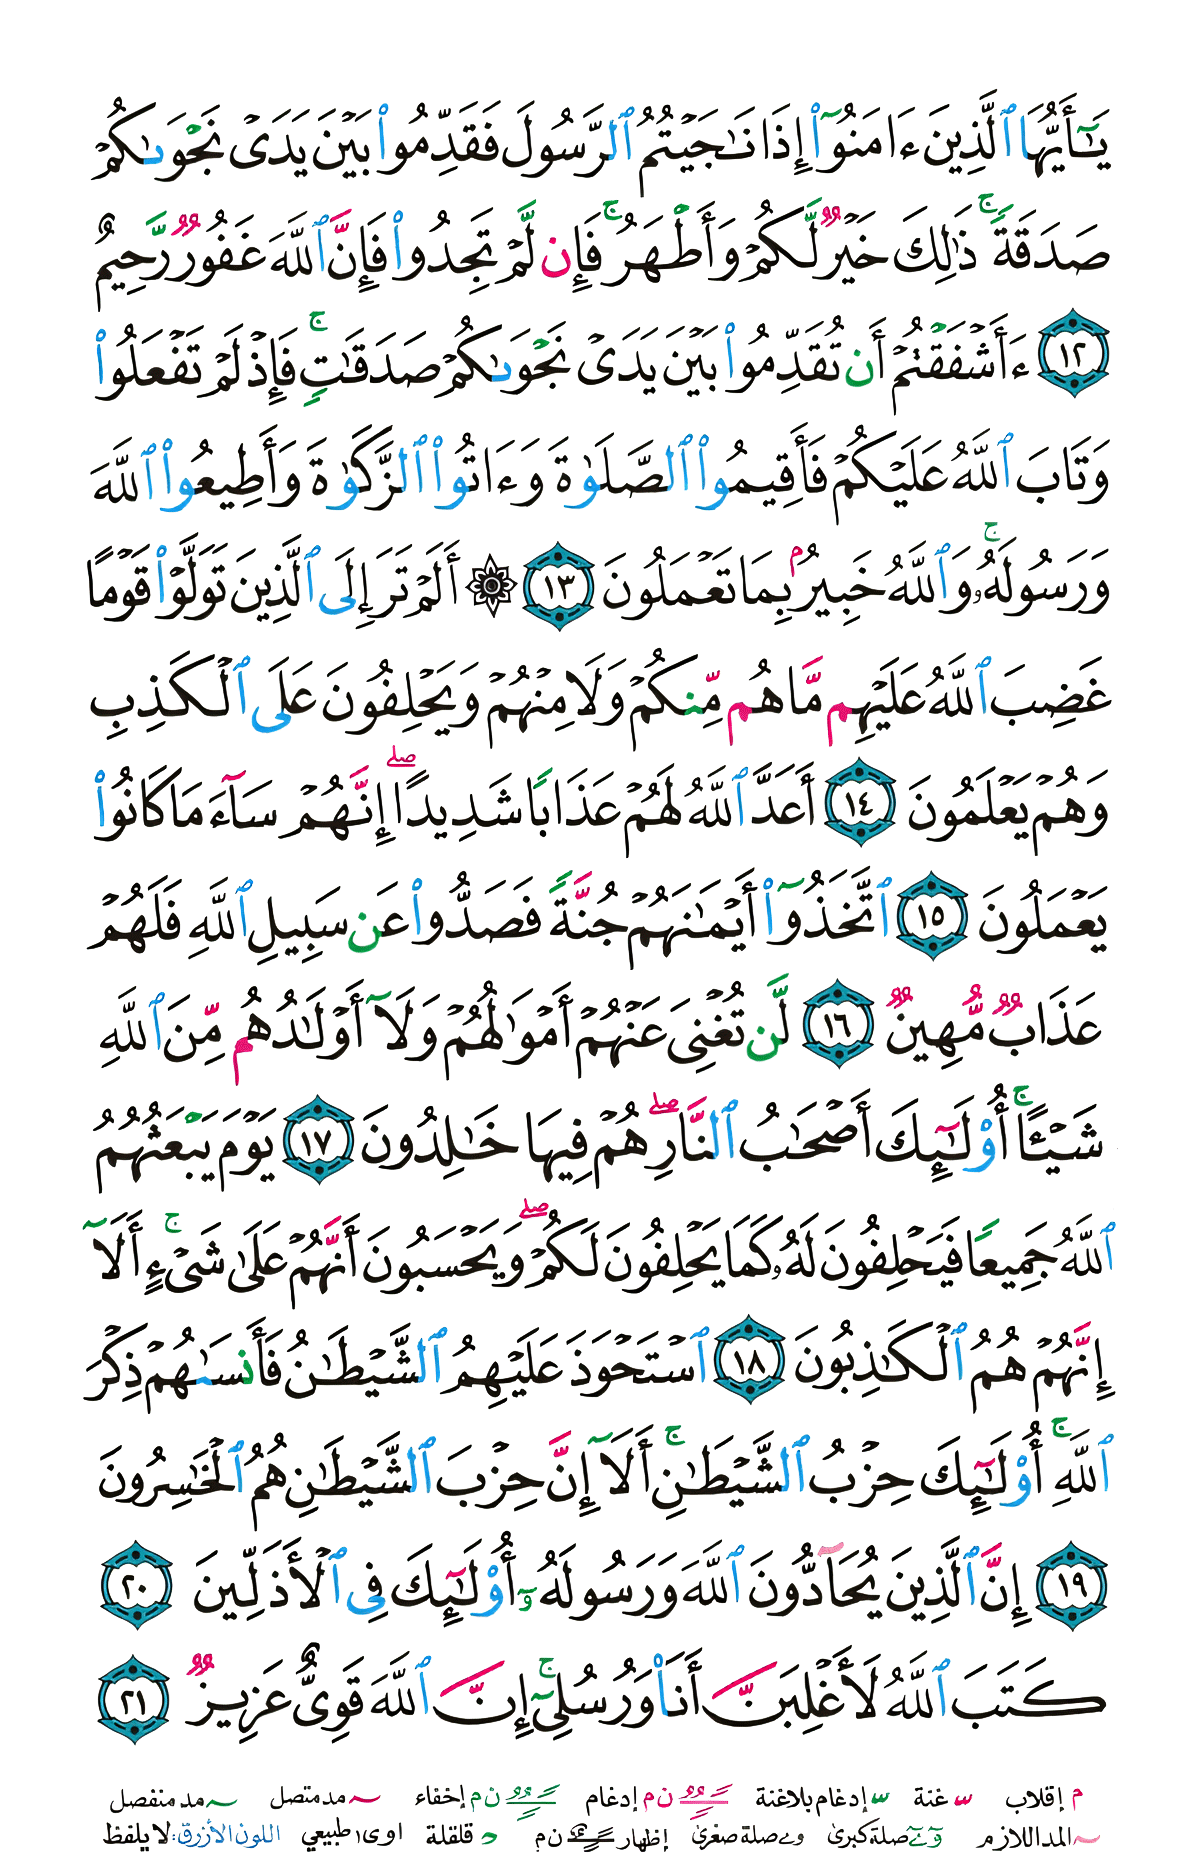 يَـٰٓأَيُّهَا ٱلَّذِينَ ءَامَنُوٓا۟ إِذَا نَـٰجَيْتُمُ ٱلرَّسُولَ فَقَدِّمُوا۟ بَيْنَ يَدَىْ نَجْوَىٰكُمْ
صَدَقَةً ۚ ذَٰلِكَ خَيْرٌ لَّكُمْ وَأَطْهَرُ ۚ فَإِن لَّمْ تَجِدُوا۟ فَإِنَّ ٱللَّهَ غَفُورٌ رَّحِيمٌ
١٢ ءَأَشْفَقْتُمْ أَن تُقَدِّمُوا۟ بَيْنَ يَدَىْ نَجْوَىٰكُمْ صَدَقَـٰتٍ ۚ فَإِذْ لَمْ تَفْعَلُوا۟
وَتَابَ ٱللَّهُ عَلَيْكُمْ فَأَقِيمُوا۟ ٱلصَّلَوٰةَ وَءَاتُوا۟ ٱلزَّكَوٰةَ وَأَطِيعُوا۟ ٱللَّهَ
وَرَسُولَهُۥ ۚ وَٱللَّهُ خَبِيرُۢ بِمَا تَعْمَلُونَ ١٣ ۞ أَلَمْ تَرَ إِلَى ٱلَّذِينَ تَوَلَّوْا۟ قَوْمًا
غَضِبَ ٱللَّهُ عَلَيْهِم مَّا هُم مِّنكُمْ وَلَا مِنْهُمْ وَيَحْلِفُونَ عَلَى ٱلْكَذِبِ
وَهُمْ يَعْلَمُونَ ١٤ أَعَدَّ ٱللَّهُ لَهُمْ عَذَابًا شَدِيدًا ۖ إِنَّهُمْ سَآءَ مَا كَانُوا۟
يَعْمَلُونَ ١٥ ٱتَّخَذُوٓا۟ أَيْمَـٰنَهُمْ جُنَّةً فَصَدُّوا۟ عَن سَبِيلِ ٱللَّهِ فَلَهُمْ
عَذَابٌ مُّهِينٌ ١٦ لَّن تُغْنِىَ عَنْهُمْ أَمْوَٰلُهُمْ وَلَآ أَوْلَـٰدُهُم مِّنَ ٱللَّهِ
شَيْـًٔا ۚ أُو۟لَـٰٓئِكَ أَصْحَـٰبُ ٱلنَّارِ ۖ هُمْ فِيهَا خَـٰلِدُونَ ١٧ يَوْمَ يَبْعَثُهُمُ
ٱللَّهُ جَمِيعًا فَيَحْلِفُونَ لَهُۥ كَمَا يَحْلِفُونَ لَكُمْ ۖ وَيَحْسَبُونَ أَنَّهُمْ عَلَىٰ شَىْءٍ ۚ أَلَآ
إِنَّهُمْ هُمُ ٱلْكَـٰذِبُونَ ١٨ ٱسْتَحْوَذَ عَلَيْهِمُ ٱلشَّيْطَـٰنُ فَأَنسَىٰهُمْ ذِكْرَ
ٱللَّهِ ۚ أُو۟لَـٰٓئِكَ حِزْبُ ٱلشَّيْطَـٰنِ ۚ أَلَآ إِنَّ حِزْبَ ٱلشَّيْطَـٰنِ هُمُ ٱلْخَـٰسِرُونَ
١٩ إِنَّ ٱلَّذِينَ يُحَآدُّونَ ٱللَّهَ وَرَسُولَهُۥٓ أُو۟لَـٰٓئِكَ فِى ٱلْأَذَلِّينَ ٢٠
كَتَبَ ٱللَّهُ لَأَغْلِبَنَّ أَنَا۠ وَرُسُلِىٓ ۚ إِنَّ ٱللَّهَ قَوِىٌّ عَزِيزٌ ٢١
م إقلاب غنة إدغام بلاغنة ن م إدغام ن م إخفاء مد متصل مد منفصل
المد اللازم صلة كبرى و ے صلة صغرى إظهار ن م قلقلة ا و ى طبيعي اللون الأزرق: لا يلفظ